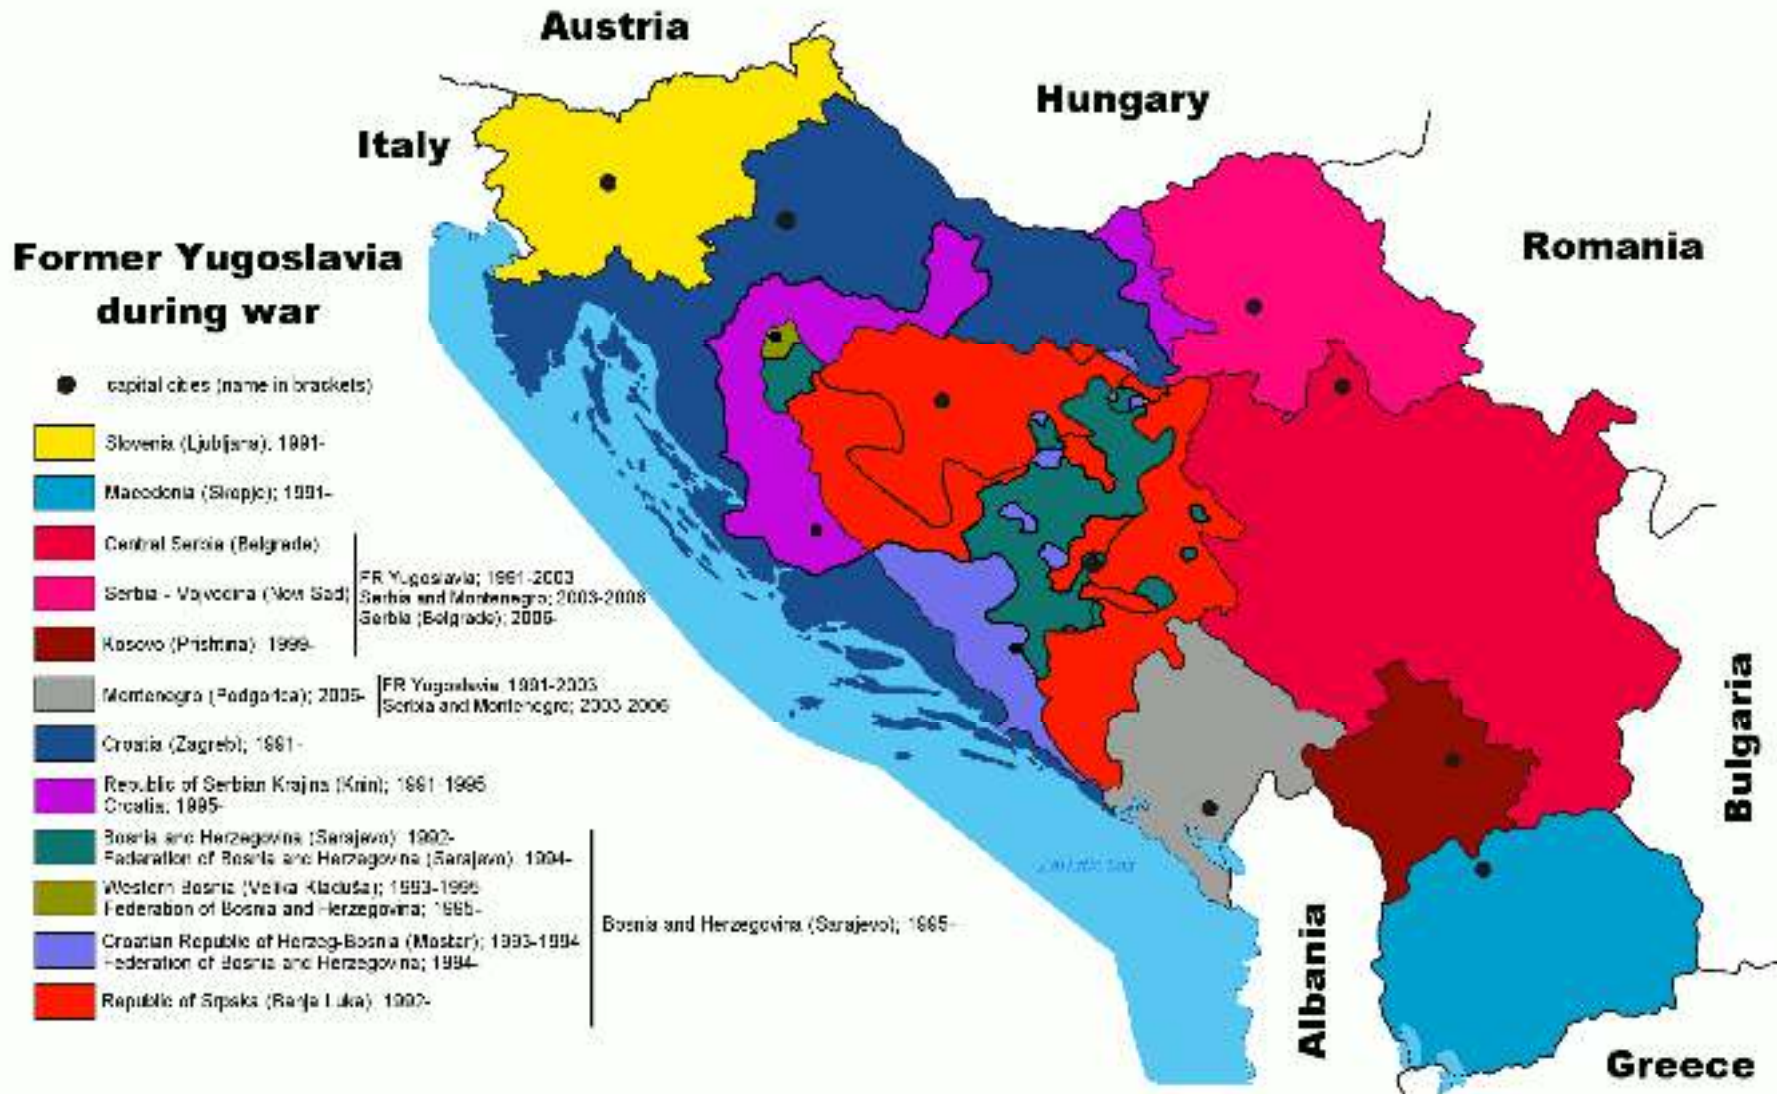 Austria
Hungary
Italy
Romania
Former Yugoslavia
during war
capital cities (name in brackets)
Slovenia (Ljubljana); 1991-
Macedonia (Skopje); 1991-
Central Serbia (Belgrade)
Serbia - Vojvodina (Novi Sad)
Kosovo (Prishtina) 1999-
FR Yugoslavia; 1991-2003
Serbia and Montenegro; 2003-2006
Serbia (Belgrade); 2006-
Montenegro (Podgorica); 2006-
FR Yugoslavia; 1991-2003
Serbia and Montenegro; 2003-2006
Croatia (Zagreb); 1991-
Republic of Serbian Krajina (Knin); 1991-1995
Croatia; 1995-
Bosnia and Herzegovina (Sarajevo); 1992-
Federation of Bosnia and Herzegovina (Sarajevo); 1994-
Western Bosnia (Velika Kladuša); 1993-1995
Federation of Bosnia and Herzegovina; 1995-
Croatian Republic of Herzeg-Bosnia (Mostar); 1993-1994
Federation of Bosnia and Herzegovina; 1994-
Republic of Srpska (Banja Luka); 1992-
Bosnia and Herzegovina (Sarajevo); 1995-
Bulgaria
Albania
Greece